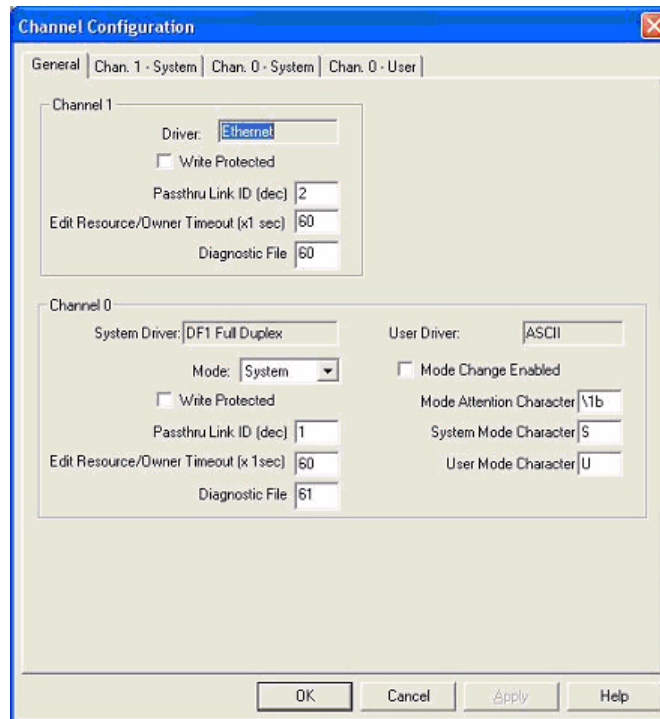 Channel Configuration
General
Chan. 1 - System
Chan. 0 - System
Chan. 0 - User
Channel 1
Driver: Ethernet
Write Protected
Passthru Link ID (dec) 2
Edit Resource/Owner Timeout (x1 sec) 60
Diagnostic File 60
Channel 0
System Driver: DF1 Full Duplex
User Driver: ASCII
Mode: System
Mode Change Enabled
Write Protected
Mode Attention Character \1b
Passthru Link ID (dec) 1
System Mode Character S
Edit Resource/Owner Timeout (x 1sec) 60
User Mode Character U
Diagnostic File 61
OK
Cancel
Apply
Help